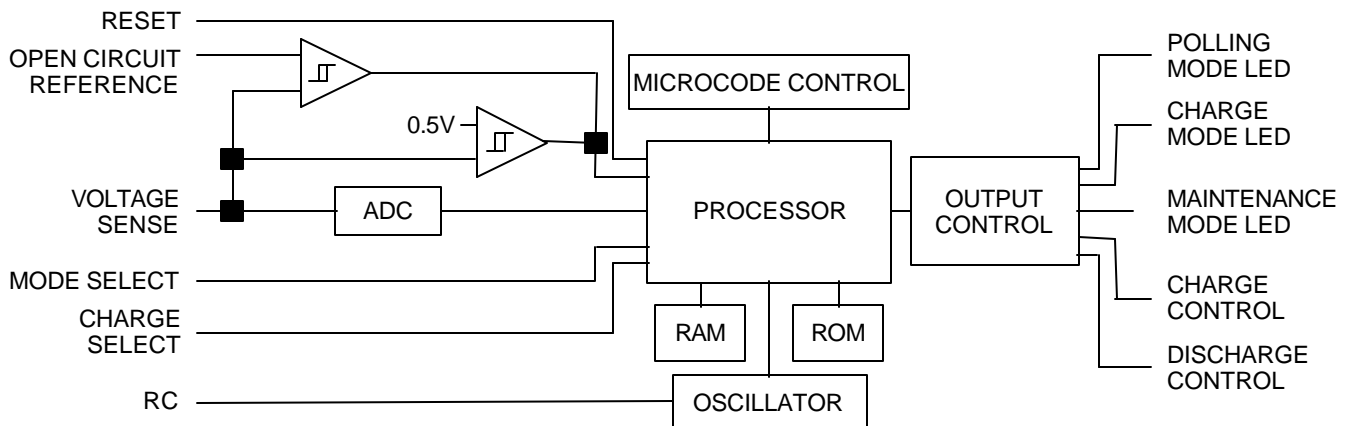 RESET
OPEN CIRCUIT
REFERENCE
0.5V
VOLTAGE
SENSE
ADC
MODE SELECT
CHARGE
SELECT
RC
MICROCODE CONTROL
PROCESSOR
RAM
ROM
OSCILLATOR
OUTPUT
CONTROL
POLLING
MODE LED
CHARGE
MODE LED
MAINTENANCE
MODE LED
CHARGE
CONTROL
DISCHARGE
CONTROL